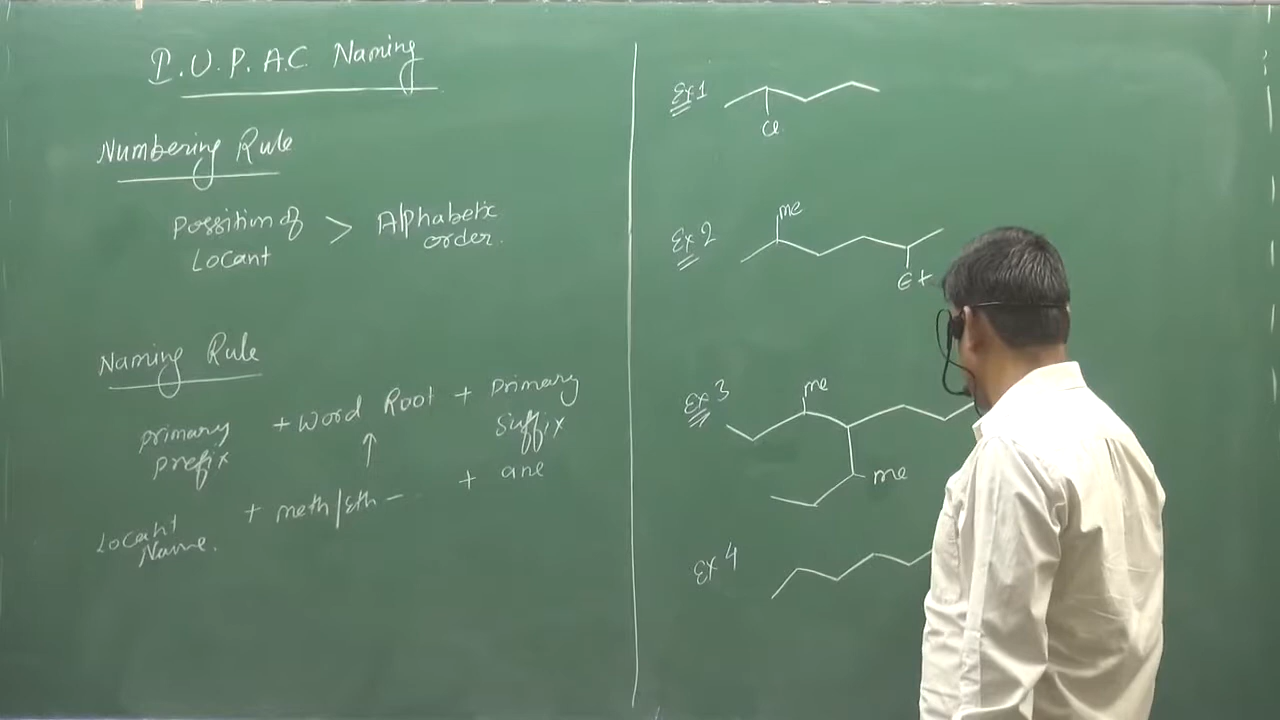 I.U.P.A.C Naming
Numbering Rule
Possition of > Alphabetic
Locant order.
Naming Rule
primary + Word Root + primary
prefix suffix
Locant + meth/Eth - + ane
Name.
Ex 1
Cl
Ex 2
me
Et
Ex 3
me
me
Ex 4